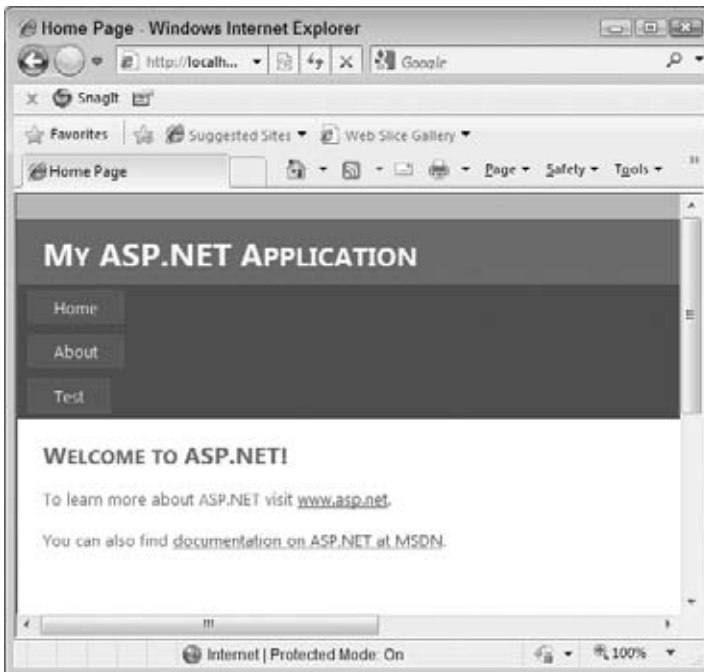 Home Page - Windows Internet Explorer
http://localh...
Google
x SnagIt
Favorites Suggested Sites Web Slice Gallery
Home Page Page Safety Tools »
MY ASP.NET APPLICATION
Home
About
Test
WELCOME TO ASP.NET!
To learn more about ASP.NET visit www.asp.net.
You can also find documentation on ASP.NET at MSDN.
Internet | Protected Mode: On 100%